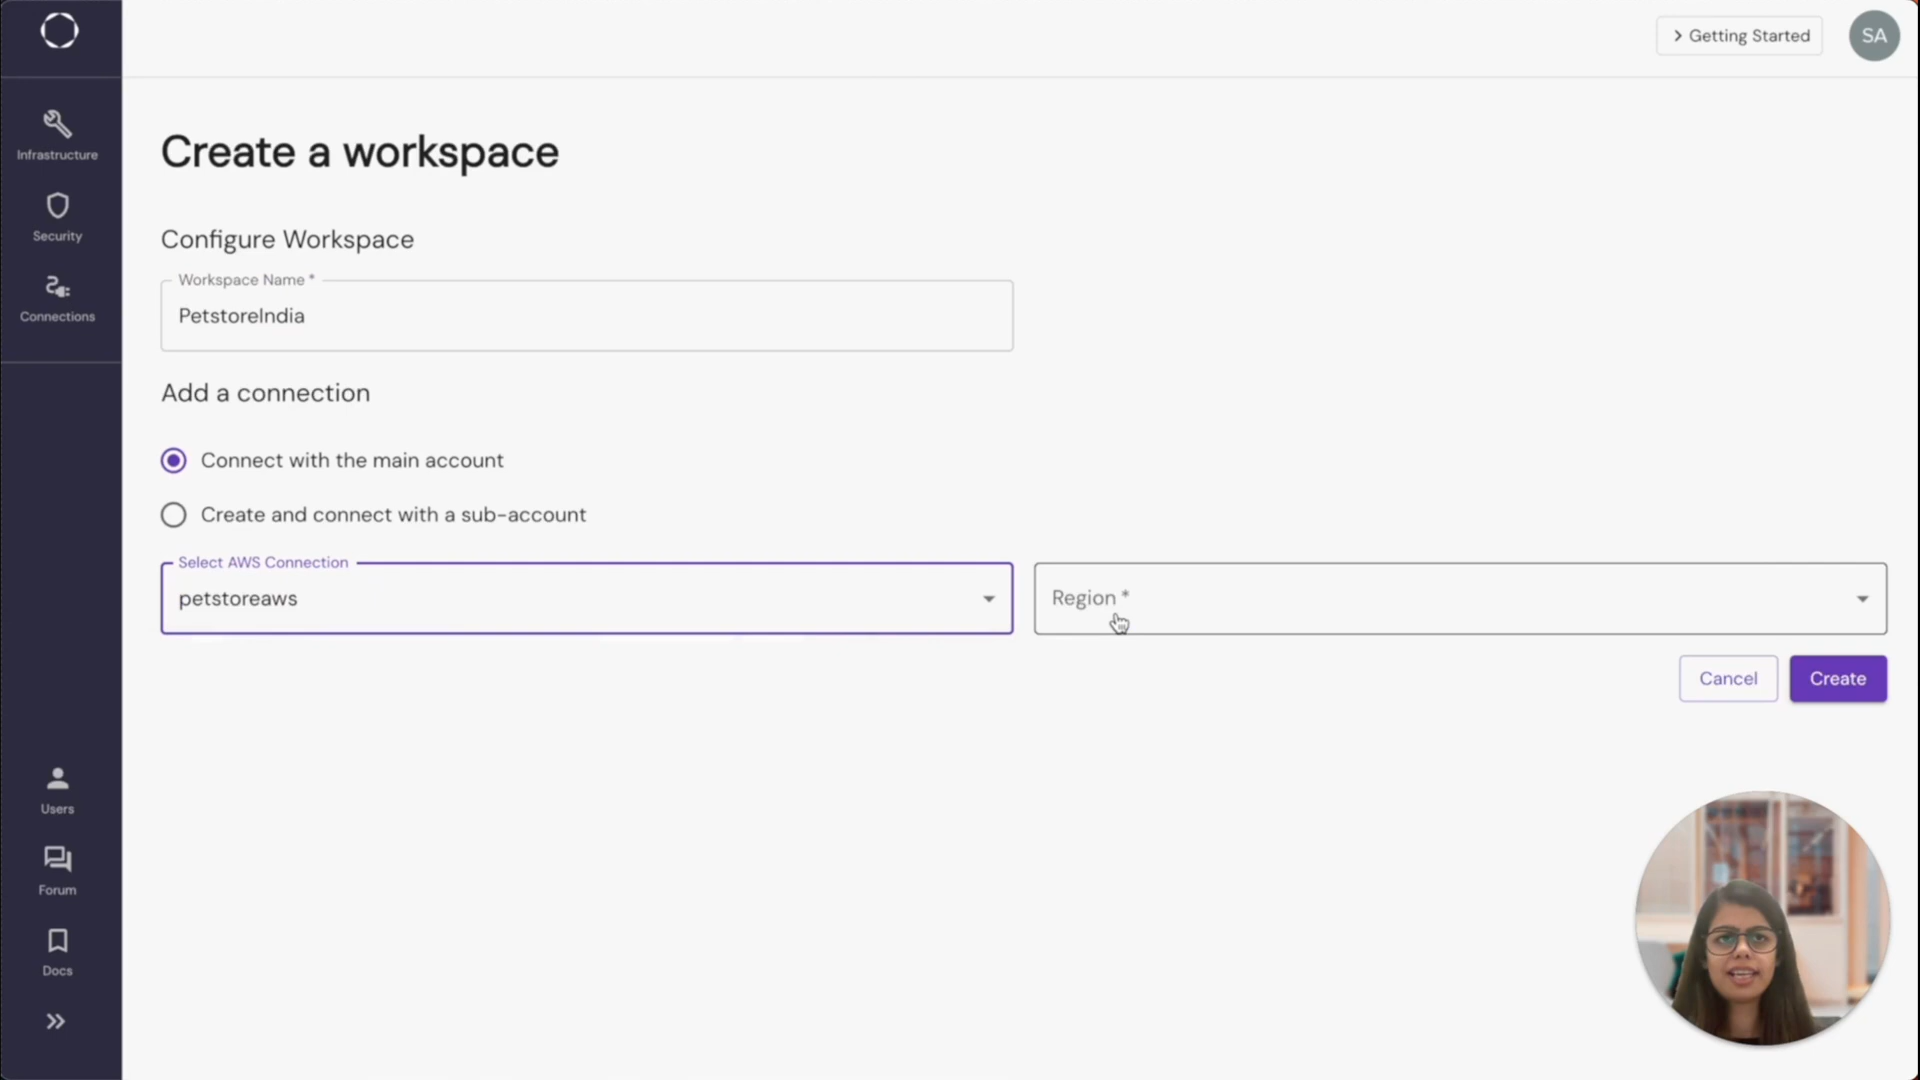 Getting Started
SA
Infrastructure
Security
Connections
Create a workspace
Configure Workspace
Workspace Name *
PetstoreIndia
Add a connection
Connect with the main account
Create and connect with a sub-account
Select AWS Connection
petstoreaws
Region *
Cancel
Create
Users
Forum
Docs